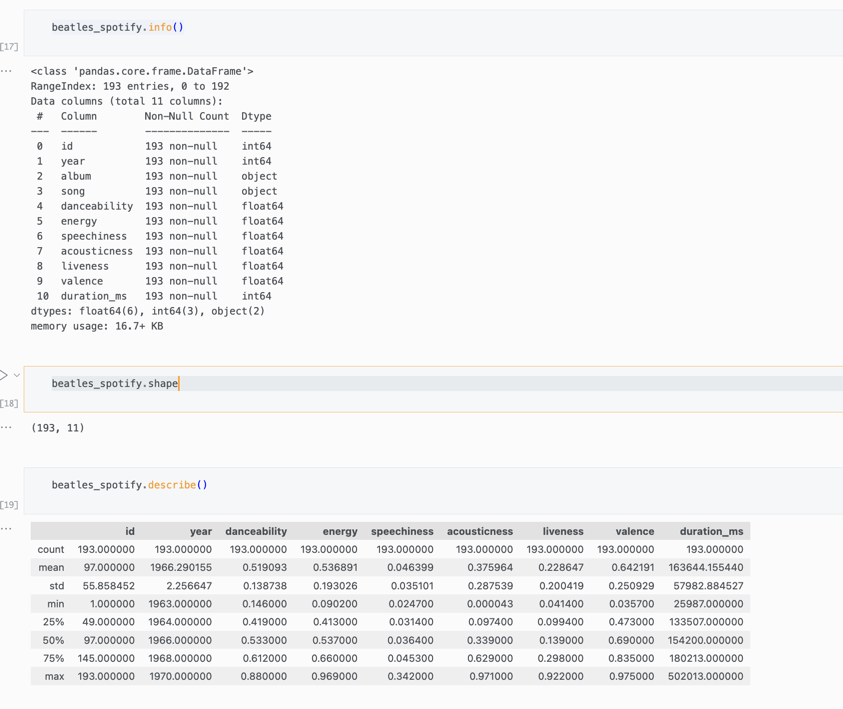 beatles_spotify.info()
[17]
...
<class 'pandas.core.frame.DataFrame'>
RangeIndex: 193 entries, 0 to 192
Data columns (total 11 columns):
 #   Column        Non-Null Count  Dtype
---  ------        --------------  -----
 0   id            193 non-null    int64
 1   year          193 non-null    int64
 2   album         193 non-null    object
 3   song          193 non-null    object
 4   danceability  193 non-null    float64
 5   energy        193 non-null    float64
 6   speechiness   193 non-null    float64
 7   acousticness  193 non-null    float64
 8   liveness      193 non-null    float64
 9   valence       193 non-null    float64
 10  duration_ms   193 non-null    int64
dtypes: float64(6), int64(3), object(2)
memory usage: 16.7+ KB
beatles_spotify.shape
[18]
...
(193, 11)
beatles_spotify.describe()
[19]
...
id year danceability energy speechiness acousticness liveness valence duration_ms
count 193.000000 193.000000 193.000000 193.000000 193.000000 193.000000 193.000000 193.000000 193.000000
mean 97.000000 1966.290155 0.519093 0.536891 0.046399 0.375964 0.228647 0.642191 163644.155440
std 55.858452 2.256647 0.138738 0.193026 0.035101 0.287539 0.200419 0.250929 57982.884527
min 1.000000 1963.000000 0.146000 0.090200 0.024700 0.000043 0.041400 0.035700 25987.000000
25% 49.000000 1964.000000 0.419000 0.413000 0.031400 0.097400 0.099400 0.473000 133507.000000
50% 97.000000 1966.000000 0.533000 0.537000 0.036400 0.339000 0.139000 0.690000 154200.000000
75% 145.000000 1968.000000 0.612000 0.660000 0.045300 0.629000 0.298000 0.835000 180213.000000
max 193.000000 1970.000000 0.880000 0.969000 0.342000 0.971000 0.922000 0.975000 502013.000000